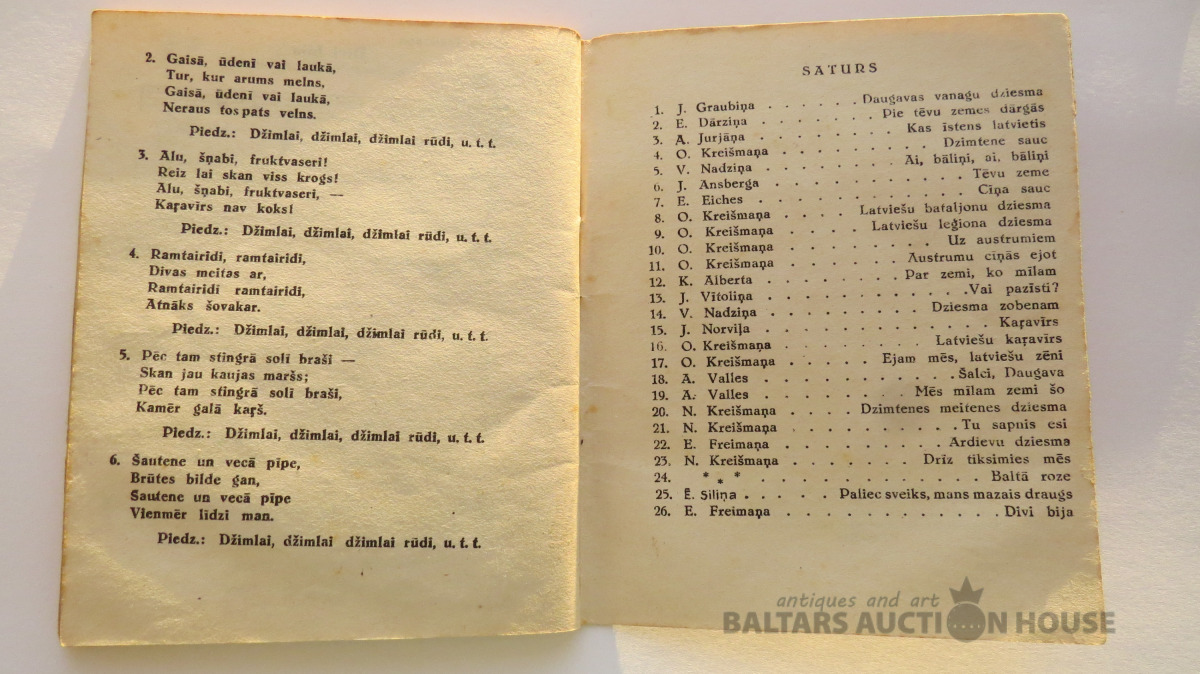 2. Gaisā, ūdenī vai laukā,
Tur, kur arums melns,
Gaisā, ūdenī vai laukā,
Neraus tos pats velns.
Piedz.: Džimlai, džimlai, džimlai rūdi, u. t. t.
3. Alu, šņabi, fruktvaseri!
Reiz lai skan viss krogs!
Alu, šņabi, fruktvaseri, —
Kaŗavīrs nav koks!
Piedz.: Džimlai, džimlai, džimlai rūdi, u. t. t.
4. Ramtairidi, ramtairidi,
Divas meitas ar,
Ramtairidi ramtairidi,
Atnāks šovakar.
Piedz.: Džimlai, džimlai, džimlai rūdi, u. t. t.
5. Pēc tam stingrā solī braši —
Skan jau kaujas maršs;
Pēc tam stingrā solī braši,
Kamēr galā kaŗš.
Piedz.: Džimlai, džimlai, džimlai rūdi, u. t. t.
6. Šautene un vecā pīpe,
Brūtes bilde gan,
Šautene un vecā pīpe
Vienmēr līdzi man.
Piedz.: Džimlai, džimlai džimlai rūdi, u. t. t.
SATURS
1. J. Graubiņa . . . . . . Daugavas vanagu dziesma
2. E. Dārziņa . . . . . . . Pie tēvu zemes dārgās
3. A. Jurjāņa . . . . . . . . Kas īstens latvietis
4. O. Kreišmaņa . . . . . . . . . . Dzimtene sauc
5. V. Nadziņa . . . . . . . . Ai, bāliņi, ai, bāliņi
6. J. Ansberga . . . . . . . . . . . . Tēvu zeme
7. E. Eiches . . . . . . . . . . . . . Cīņa sauc
8. O. Kreišmaņa . . . . . Latviešu bataljonu dziesma
9. O. Kreišmaņa . . . . . Latviešu leģiona dziesma
10. O. Kreišmaņa . . . . . . . . . . Uz austrumiem
11. O. Kreišmaņa . . . . . . . Austrumu cīņās ejot
12. K. Alberta . . . . . . . . Par zemi, ko mīlam
13. J. Vītoliņa . . . . . . . . . . . . Vai pazīsti?
14. V. Nadziņa . . . . . . . . . Dziesma zobenam
15. J. Norvīļa . . . . . . . . . . . . . Kaŗavīrs
16. O. Kreišmaņa . . . . . . . . Latviešu kaŗavīrs
17. O. Kreišmaņa . . . . . Ejam mēs, latviešu zēni
18. A. Valles . . . . . . . . . . . Šalci, Daugava
19. A. Valles . . . . . . . . . Mēs mīlam zemi šo
20. N. Kreišmaņa . . . . Dzimtenes meitenes dziesma
21. N. Kreišmaņa . . . . . . . . . Tu sapnis esi
22. E. Freimaņa . . . . . . . . . . Ardievu dziesma
23. N. Kreišmaņa . . . . . . . Drīz tiksimies mēs
24. * * * . . . . . . . . . . . . Baltā roze
25. Ē. Siliņa . . . . . Paliec sveiks, mans mazais draugs
26. E. Freimaņa . . . . . . . . . . . . Divi bija
antiques and art
BALTARS AUCTION HOUSE